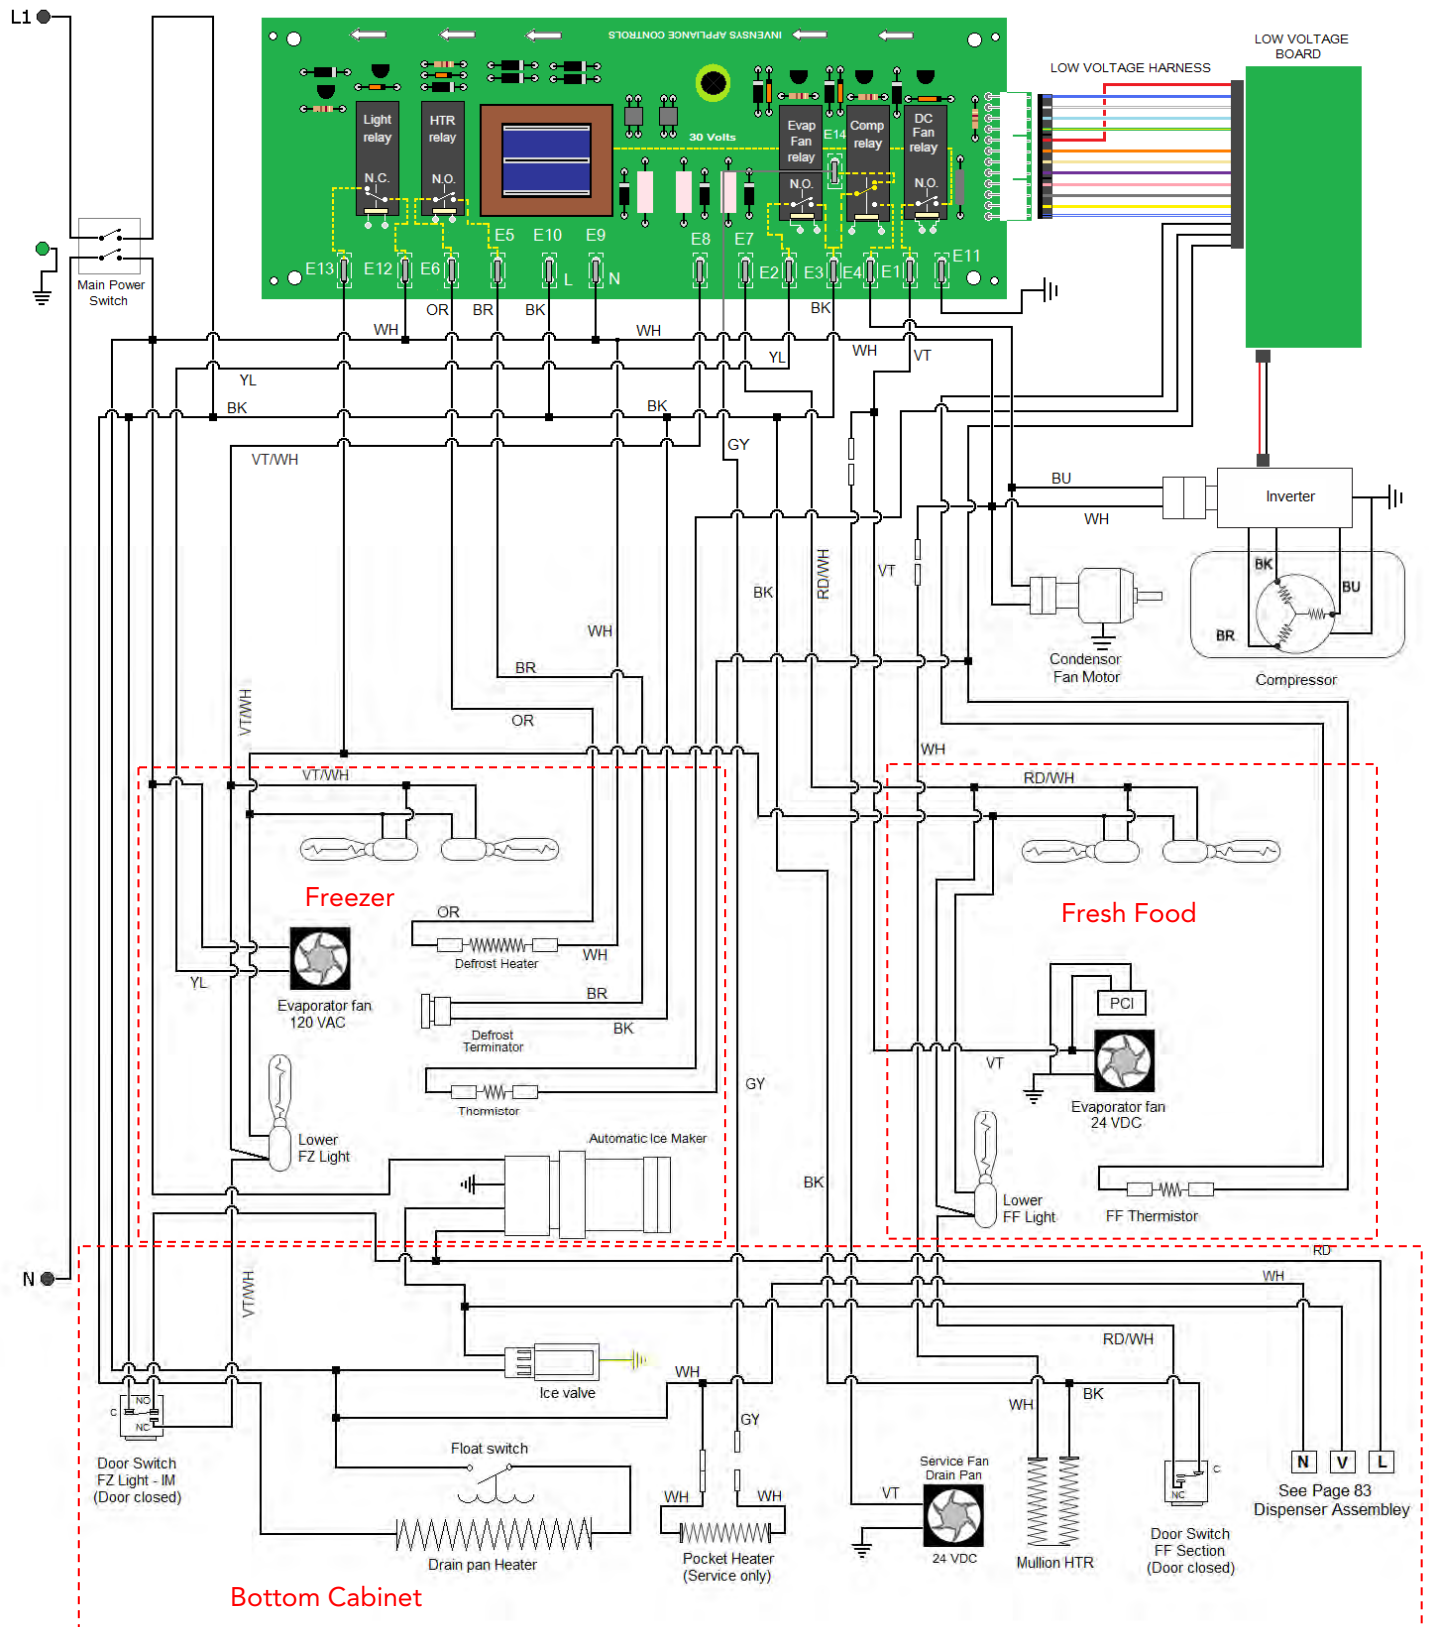 L1
INVENSYS APPLIANCE CONTROLS
LOW VOLTAGE
BOARD
LOW VOLTAGE HARNESS
Light
relay
N.C.
HTR
relay
N.O.
30 Volts
Evap
Fan
relay
N.O.
E14
Comp
relay
DC
Fan
relay
N.O.
E13
E12
E6
E5
E10
L
E9
N
E8
E7
E2
E3
E4
E1
E11
Main Power
Switch
WH
OR
BR
BK
WH
BK
WH
VT
YL
YL
BK
BK
VT/WH
GY
BU
WH
Inverter
BK
BU
BR
Compressor
Condensor
Fan Motor
VT
RD/WH
BK
WH
BR
OR
VT/WH
WH
VT/WH
RD/WH
Freezer
Fresh Food
OR
WH
Defrost Heater
YL
Evaporator fan
120 VAC
BR
BK
Defrost
Terminator
Thermistor
GY
PCI
VT
Evaporator fan
24 VDC
Lower
FZ Light
Automatic Ice Maker
BK
Lower
FF Light
FF Thermistor
N
RD
WH
VT/WH
RD/WH
Ice valve
WH
BK
WH
GY
C
NO
NC
Door Switch
FZ Light - IM
(Door closed)
Float switch
Drain pan Heater
WH
WH
Pocket Heater
(Service only)
Service Fan
Drain Pan
VT
24 VDC
Mullion HTR
C
NC
Door Switch
FF Section
(Door closed)
N
V
L
See Page 83
Dispenser Assembley
Bottom Cabinet